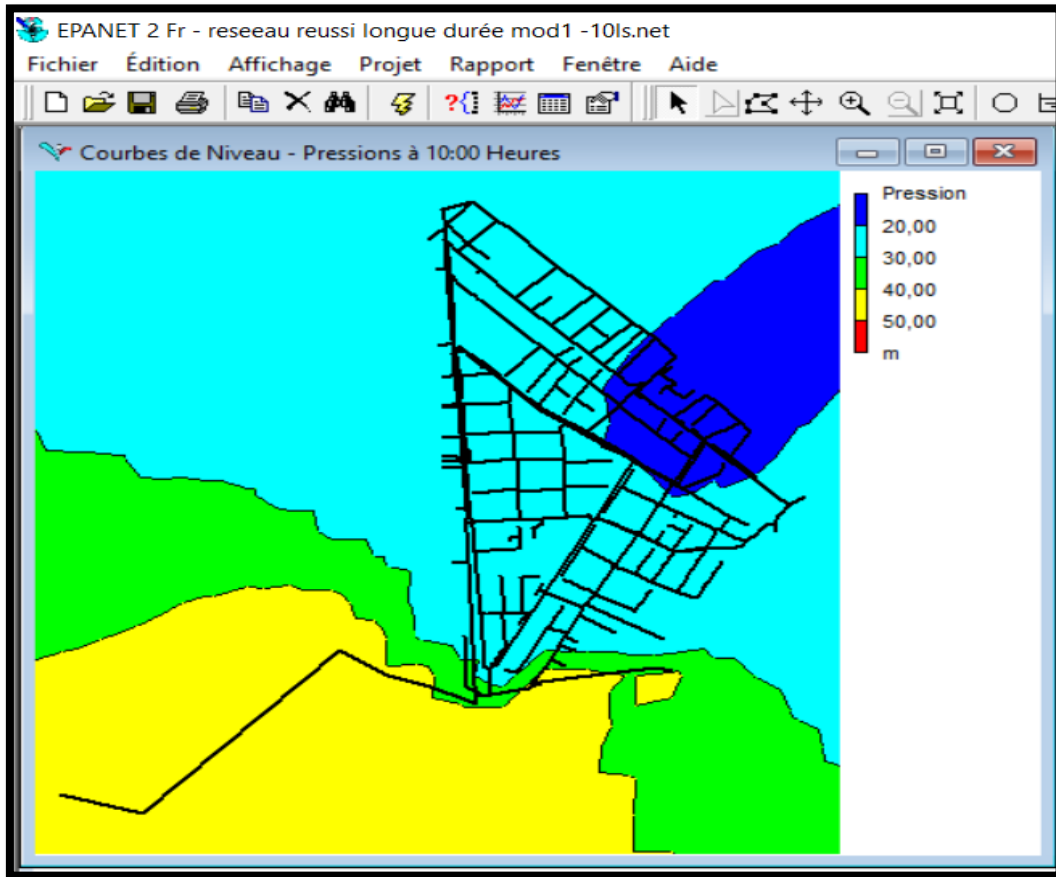 EPANET 2 Fr - reseeau reussi longue durée mod1 -10ls.net
Fichier Édition Affichage Projet Rapport Fenêtre Aide
Courbes de Niveau - Pressions à 10:00 Heures
Pression
20,00
30,00
40,00
50,00
m